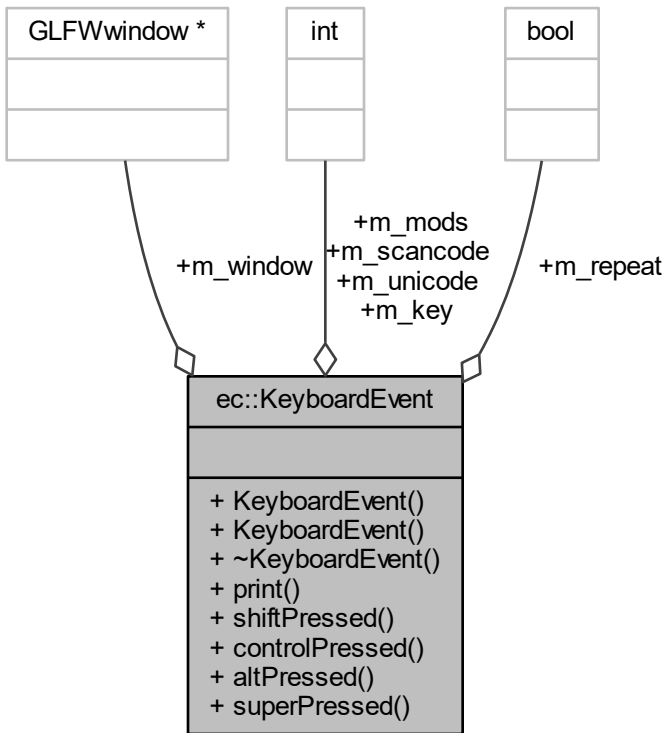 GLFWwindow *
int
bool
+m_window
+m_mods
+m_scancode
+m_unicode
+m_key
+m_repeat
ec::KeyboardEvent
+ KeyboardEvent()
+ KeyboardEvent()
+ ~KeyboardEvent()
+ print()
+ shiftPressed()
+ controlPressed()
+ altPressed()
+ superPressed()